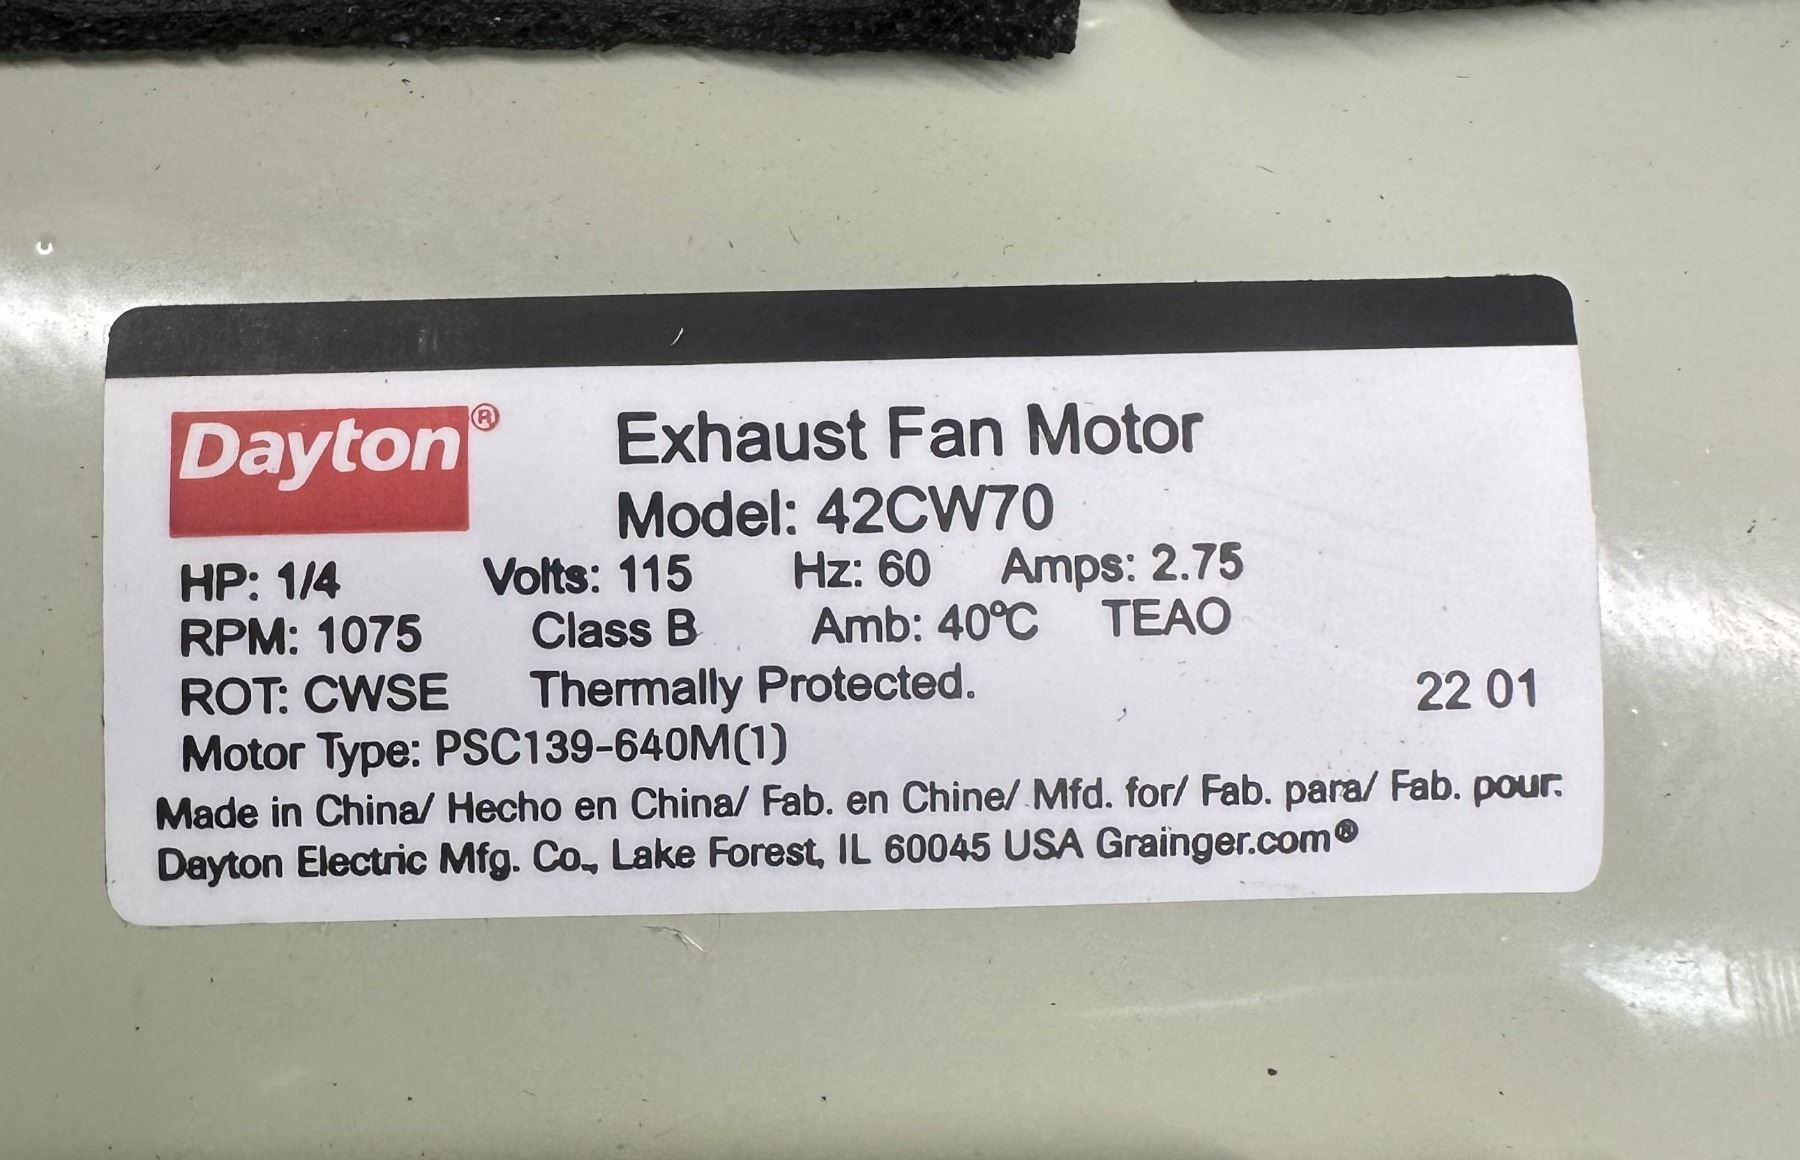 Dayton®
Exhaust Fan Motor
Model: 42CW70
HP: 1/4 Volts: 115 Hz: 60 Amps: 2.75
RPM: 1075 Class B Amb: 40°C TEAO
ROT: CWSE Thermally Protected. 22 01
Motor Type: PSC139-640M(1)
Made in China/ Hecho en China/ Fab. en Chine/ Mfd. for/ Fab. para/ Fab. pour:
Dayton Electric Mfg. Co., Lake Forest, IL 60045 USA Grainger.com®